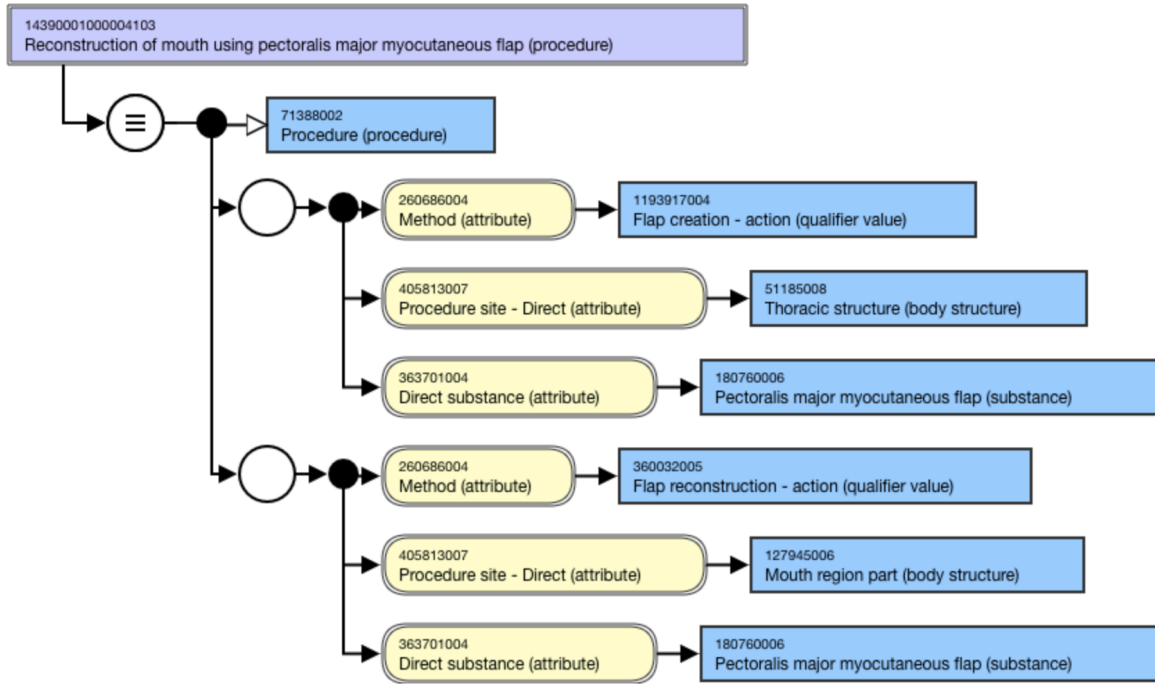 14390001000004103
Reconstruction of mouth using pectoralis major myocutaneous flap (procedure)
71388002
Procedure (procedure)
260686004
Method (attribute)
1193917004
Flap creation - action (qualifier value)
405813007
Procedure site - Direct (attribute)
51185008
Thoracic structure (body structure)
363701004
Direct substance (attribute)
180760006
Pectoralis major myocutaneous flap (substance)
260686004
Method (attribute)
360032005
Flap reconstruction - action (qualifier value)
405813007
Procedure site - Direct (attribute)
127945006
Mouth region part (body structure)
363701004
Direct substance (attribute)
180760006
Pectoralis major myocutaneous flap (substance)